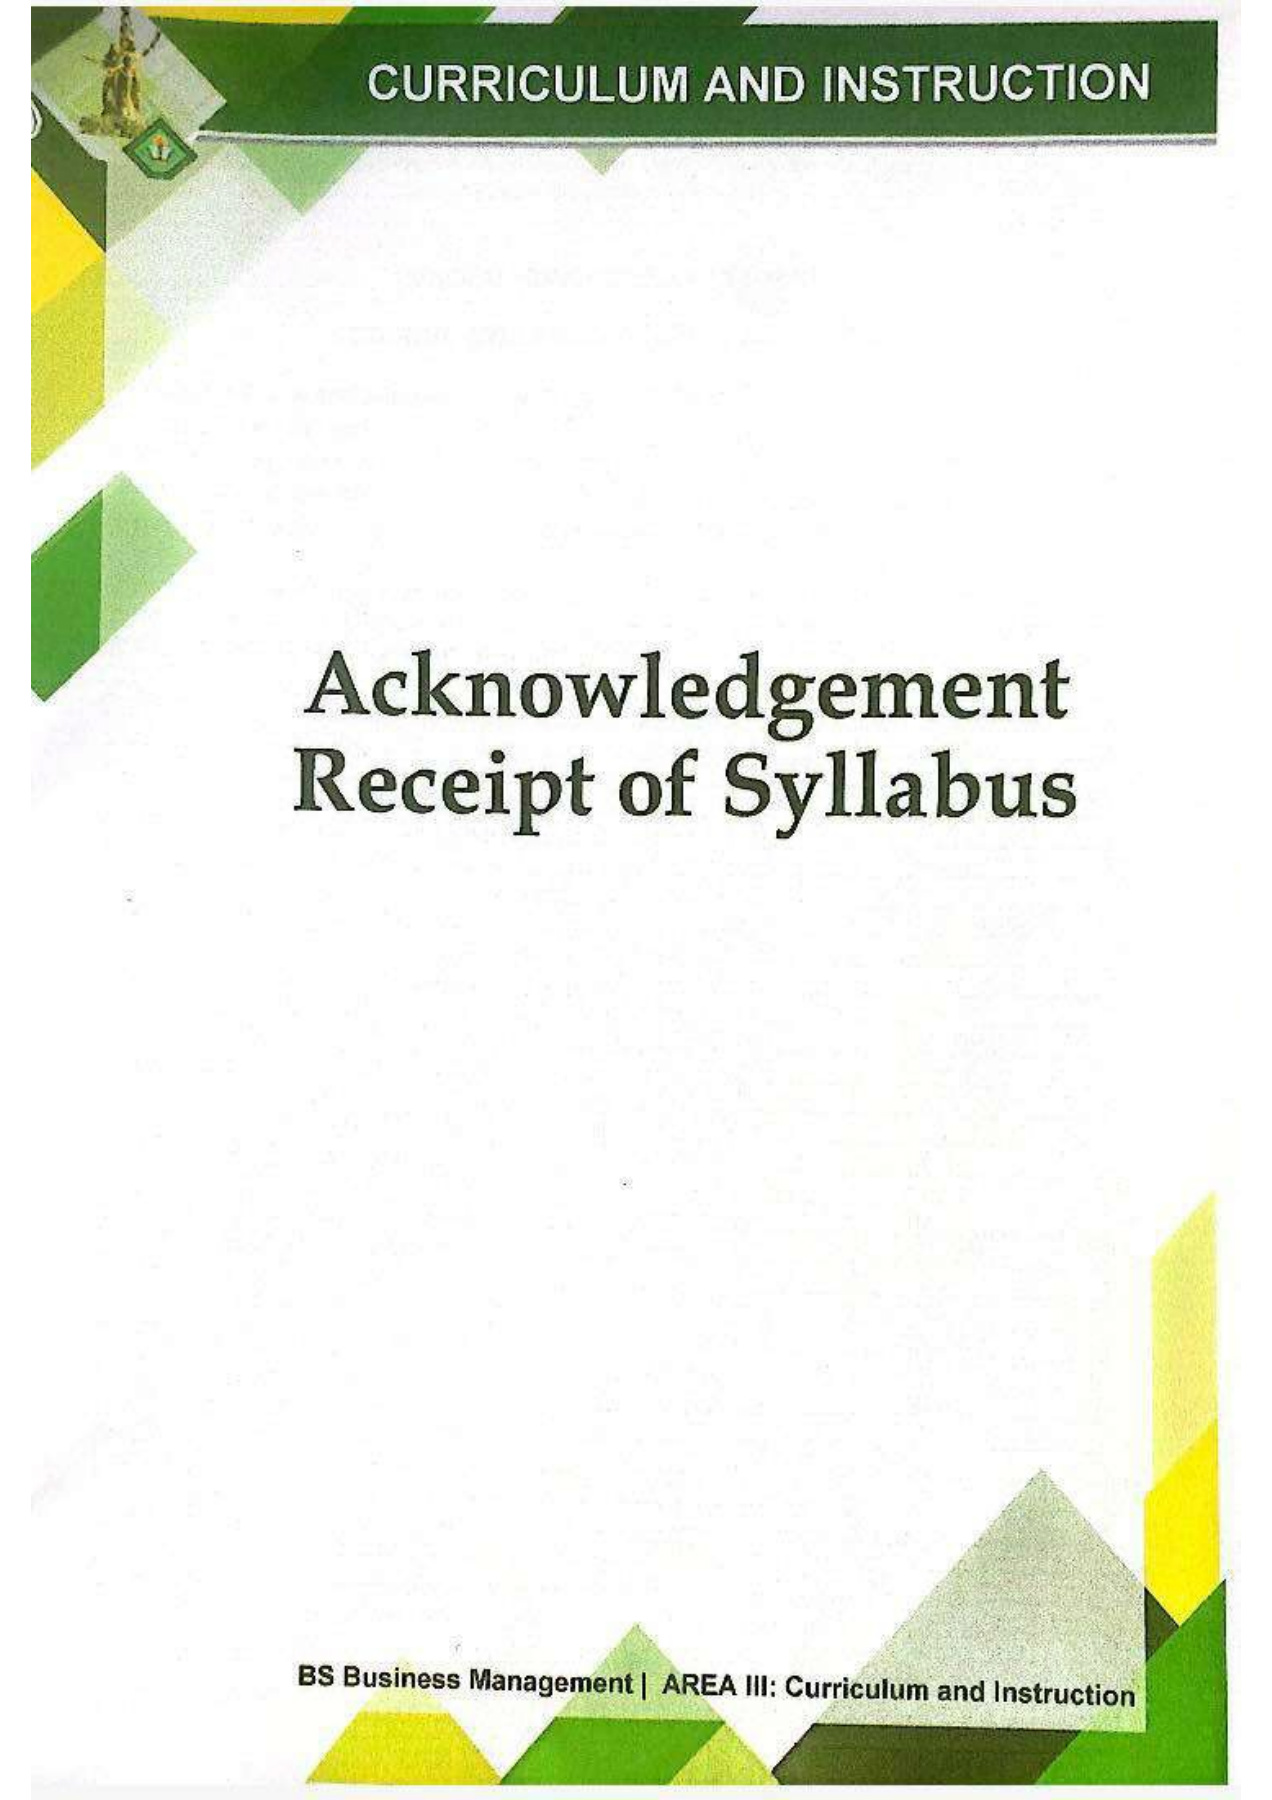 CURRICULUM AND INSTRUCTION
Acknowledgement
Receipt of Syllabus
BS Business Management | AREA III: Curriculum and Instruction